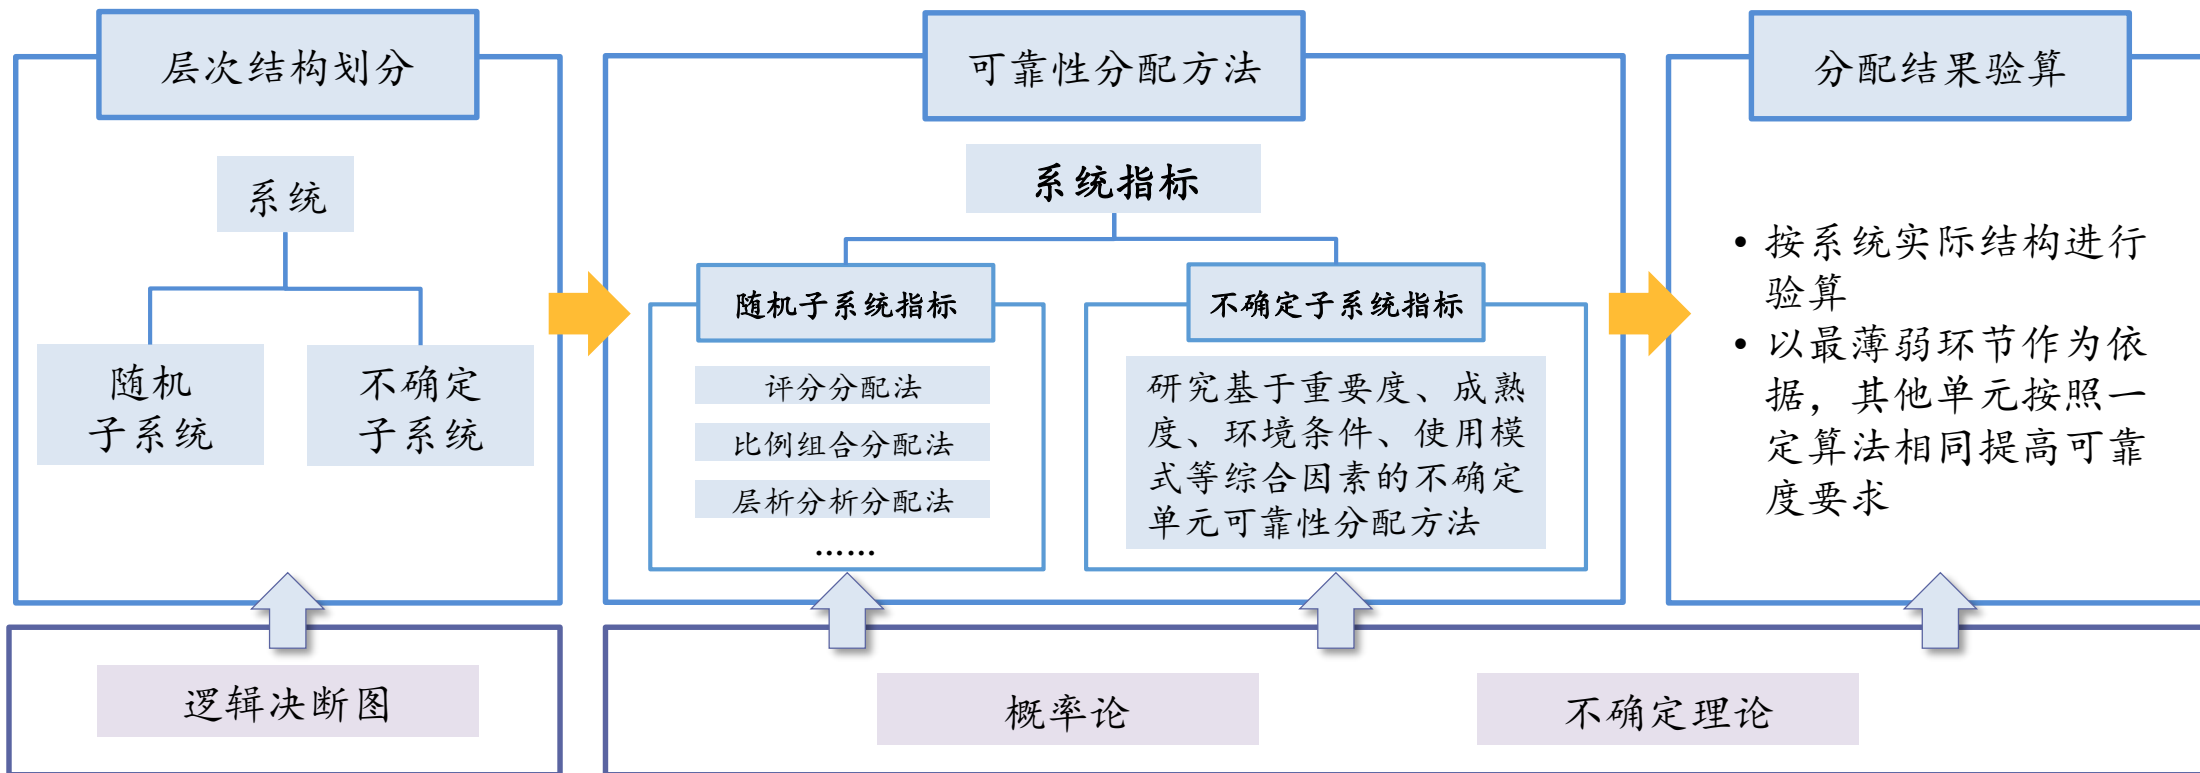 层次结构划分
系统
随机
子系统
不确定
子系统
可靠性分配方法
系统指标
随机子系统指标
评分分配法
比例组合分配法
层析分析分配法
……
不确定子系统指标
研究基于重要度、成熟
度、环境条件、使用模
式等综合因素的不确定
单元可靠性分配方法
分配结果验算
• 按系统实际结构进行
验算
• 以最薄弱环节作为依
据，其他单元按照一
定算法相同提高可靠
度要求
逻辑决断图
概率论
不确定理论